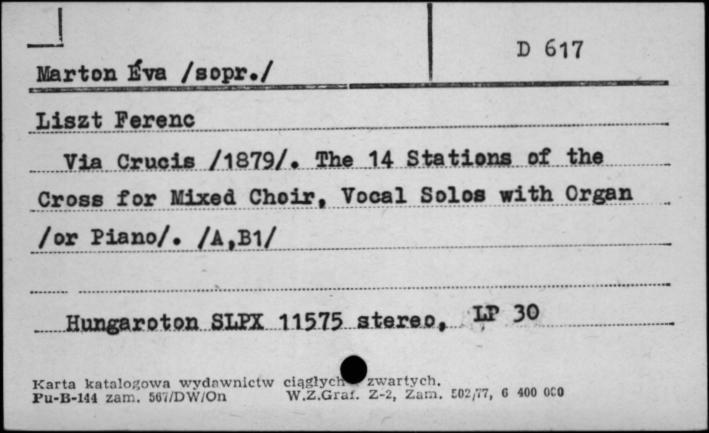 D 617
Marton Éva /sopr./
Liszt Ferenc
Via Crucis /1879/. The 14 Stations of the
Cross for Mixed Choir, Vocal Solos with Organ
/or Piano/. /A,B1/
Hungaroton SLPX 11575 stereo, LP 30
Karta katalogowa wydawnictw ciągłych zwartych.
Pu-B-144 zam. 567/DW/On W.Z.Graf. Z-2, Zam. 502/77, 6 400 000